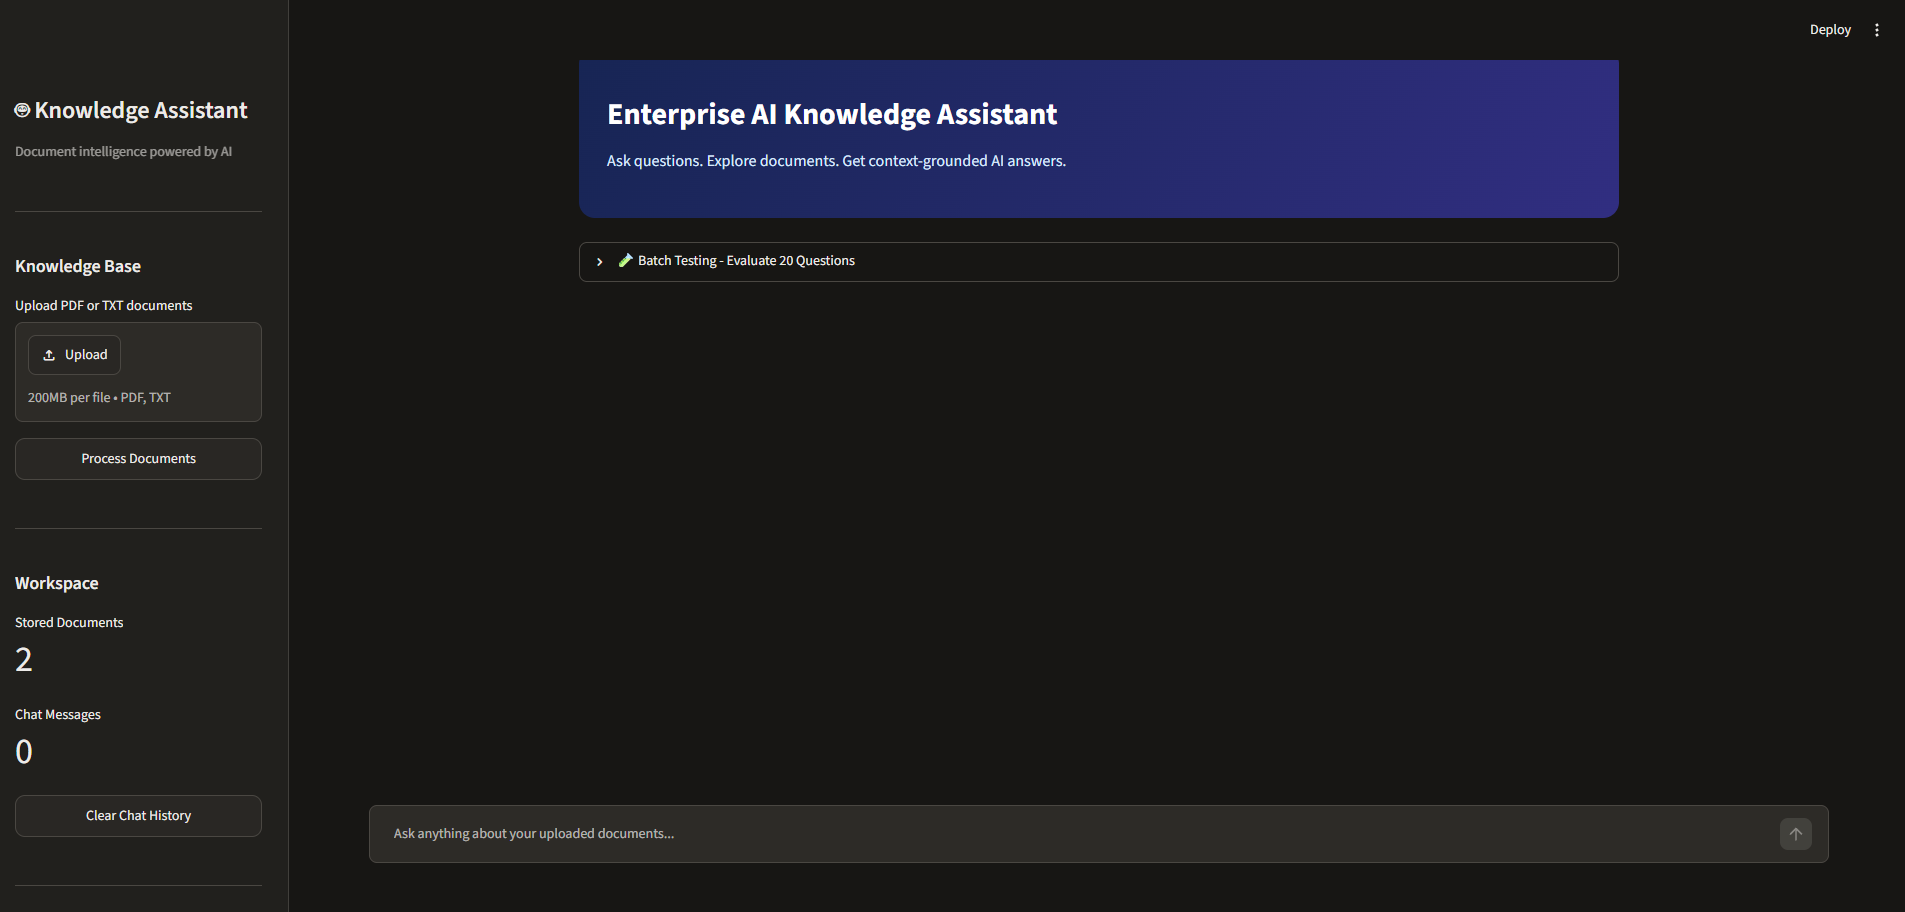 Deploy
Knowledge Assistant
Document intelligence powered by AI
Knowledge Base
Upload PDF or TXT documents
Upload
200MB per file • PDF, TXT
Process Documents
Workspace
Stored Documents
2
Chat Messages
0
Clear Chat History
Enterprise AI Knowledge Assistant
Ask questions. Explore documents. Get context-grounded AI answers.
Batch Testing - Evaluate 20 Questions
Ask anything about your uploaded documents...